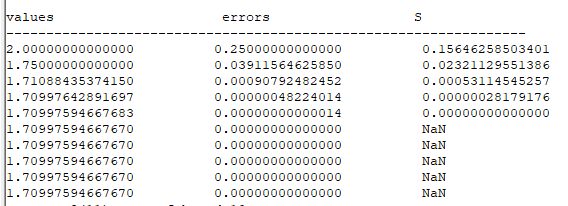 values errors S
--------------------------------------------------------------------
2.00000000000000 0.25000000000000 0.15646258503401
1.75000000000000 0.03911564625850 0.02321129551386
1.71088435374150 0.00090792482452 0.00053114545257
1.70997642891697 0.00000048224014 0.00000028179176
1.70997594667683 0.00000000000014 0.00000000000000
1.70997594667670 0.00000000000000 NaN
1.70997594667670 0.00000000000000 NaN
1.70997594667670 0.00000000000000 NaN
1.70997594667670 0.00000000000000 NaN
1.70997594667670 0.00000000000000 NaN